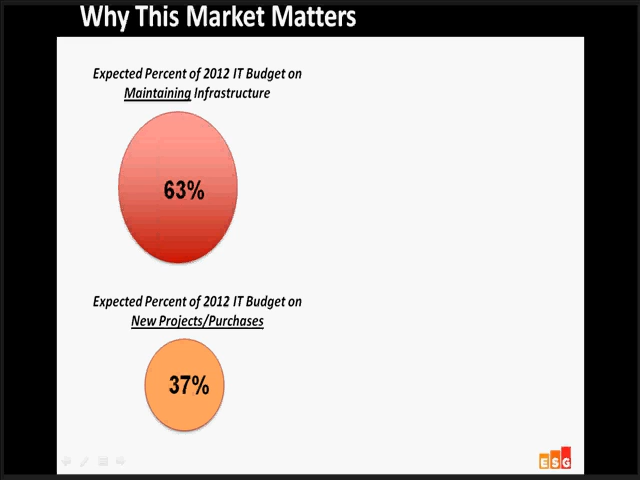 Why This Market Matters
Expected Percent of 2012 IT Budget on
Maintaining Infrastructure
63%
Expected Percent of 2012 IT Budget on
New Projects/Purchases
37%
ESG